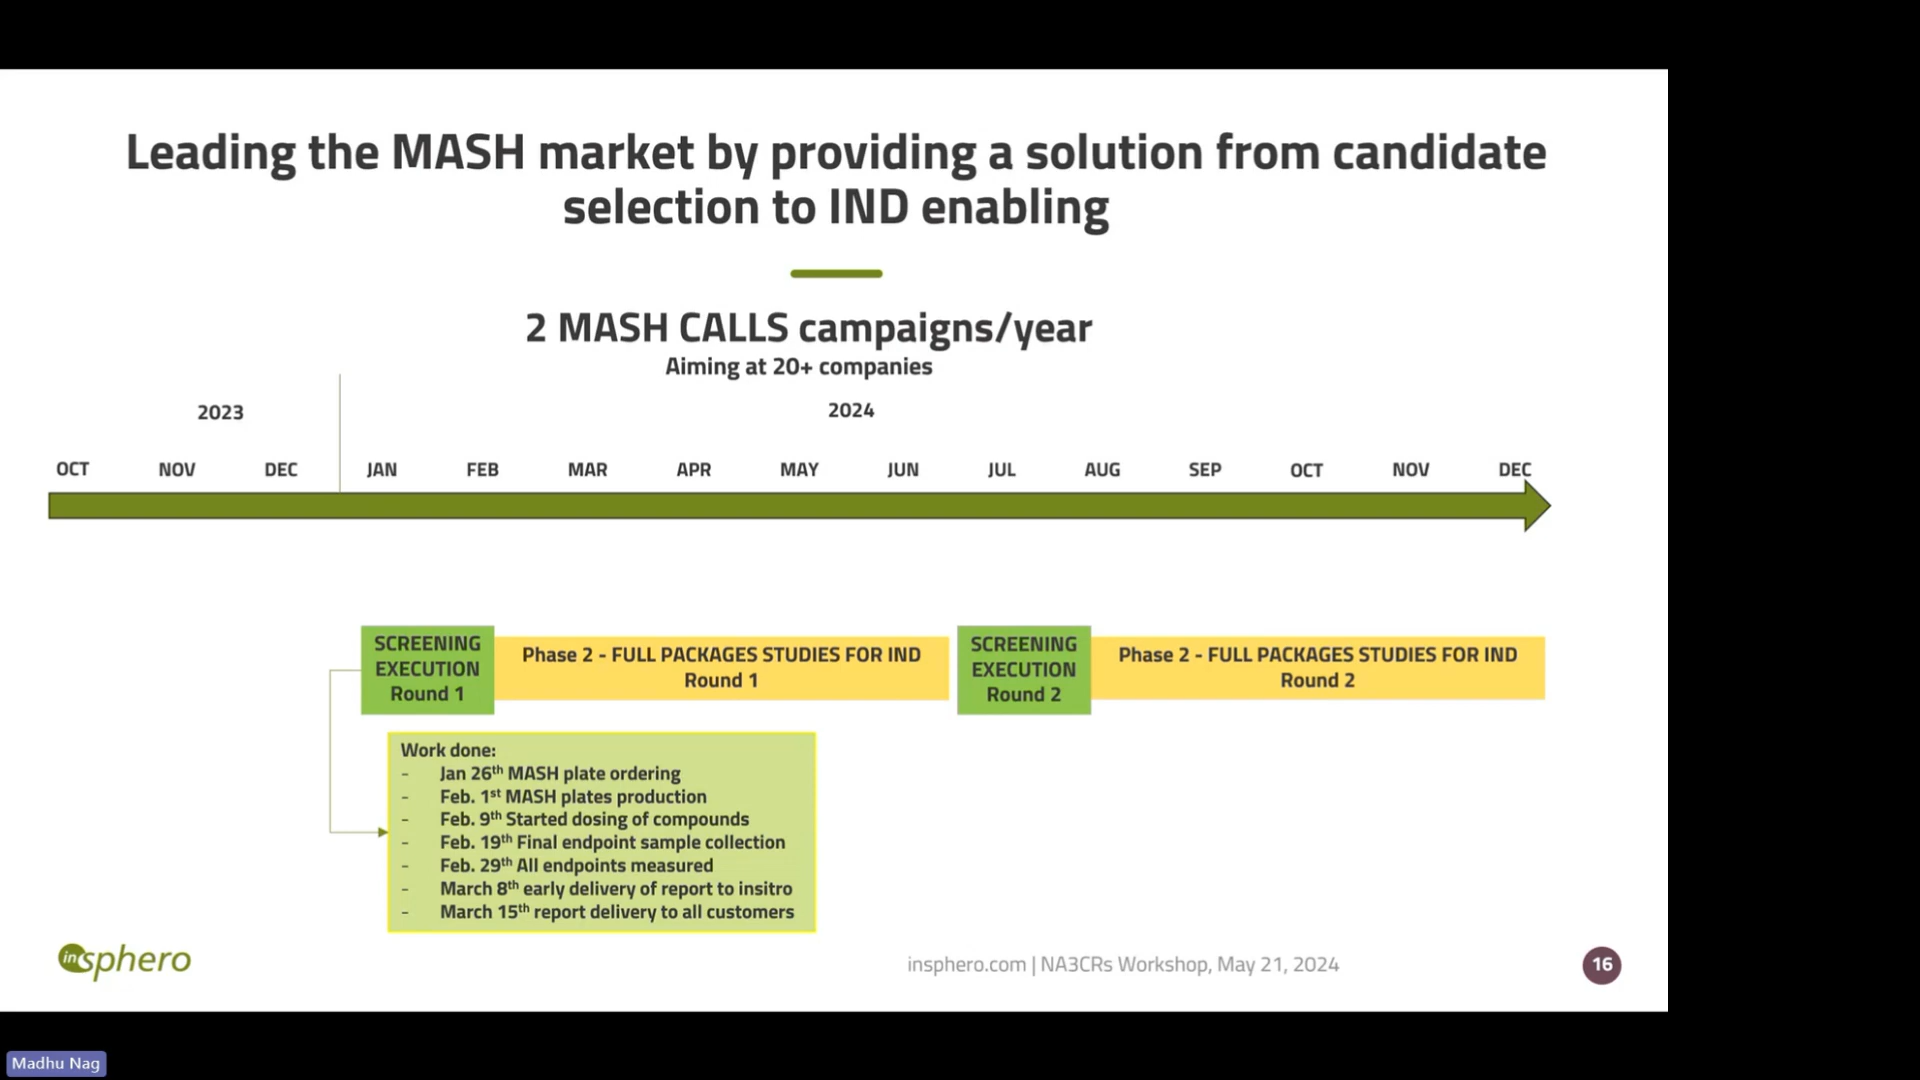 Leading the MASH market by providing a solution from candidate
selection to IND enabling
2 MASH CALLS campaigns/year
Aiming at 20+ companies
2023
2024
OCT NOV DEC JAN FEB MAR APR MAY JUN JUL AUG SEP OCT NOV DEC
SCREENING
EXECUTION
Round 1
Phase 2 - FULL PACKAGES STUDIES FOR IND
Round 1
SCREENING
EXECUTION
Round 2
Phase 2 - FULL PACKAGES STUDIES FOR IND
Round 2
Work done:
- Jan 26th MASH plate ordering
- Feb. 1st MASH plates production
- Feb. 9th Started dosing of compounds
- Feb. 19th Final endpoint sample collection
- Feb. 29th All endpoints measured
- March 8th early delivery of report to insitro
- March 15th report delivery to all customers
insphero
insphero.com | NA3CRs Workshop, May 21, 2024
16
Madhu Nag